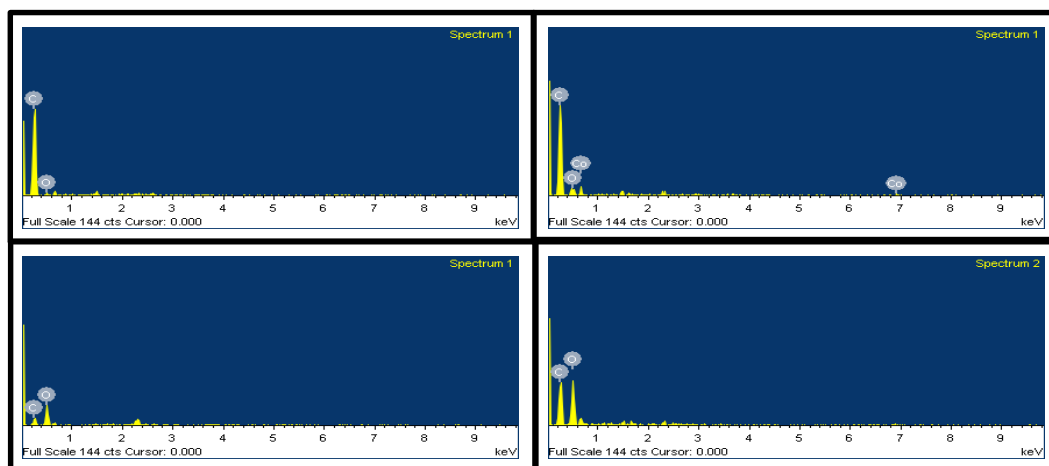 Spectrum 1
C
O
1 2 3 4 5 6 7 8 9
Full Scale 144 cts Cursor: 0.000 keV
Spectrum 1
C
Co
O
Co
1 2 3 4 5 6 7 8 9
Full Scale 144 cts Cursor: 0.000 keV
Spectrum 1
O
C
1 2 3 4 5 6 7 8 9
Full Scale 144 cts Cursor: 0.000 keV
Spectrum 2
O
C
1 2 3 4 5 6 7 8 9
Full Scale 144 cts Cursor: 0.000 keV